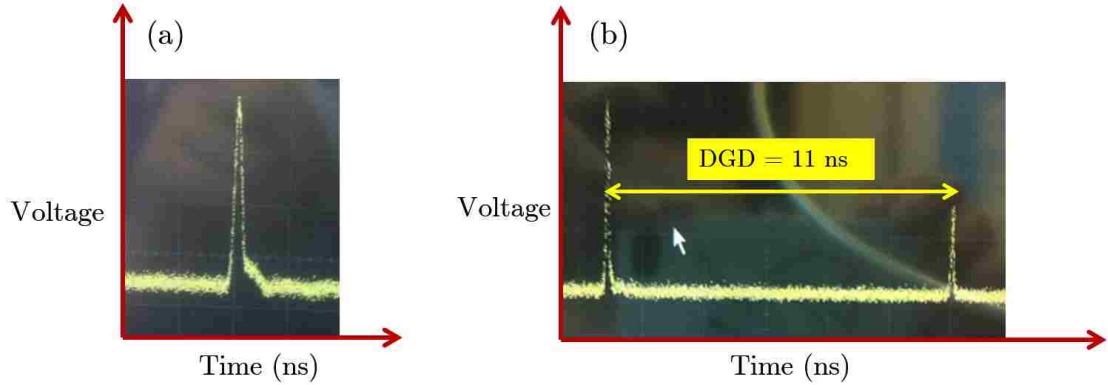 (a)
Voltage
Time (ns)
(b)
DGD = 11 ns
Voltage
Time (ns)